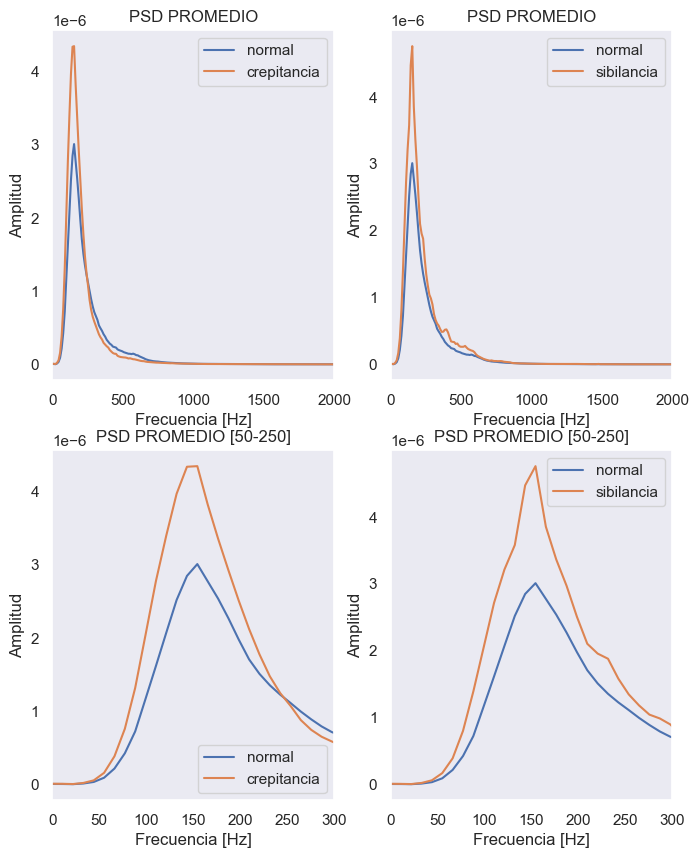 PSD PROMEDIO
1e−6
normal
crepitancia
4
3
2
1
0
Amplitud
0 500 1000 1500 2000
Frecuencia [Hz]
PSD PROMEDIO
1e−6
normal
sibilancia
4
3
2
1
0
Amplitud
0 500 1000 1500 2000
Frecuencia [Hz]
PSD PROMEDIO [50-250]
1e−6
4
3
2
1
0
Amplitud
normal
crepitancia
0 50 100 150 200 250 300
Frecuencia [Hz]
PSD PROMEDIO [50-250]
1e−6
normal
sibilancia
4
3
2
1
0
Amplitud
0 50 100 150 200 250 300
Frecuencia [Hz]